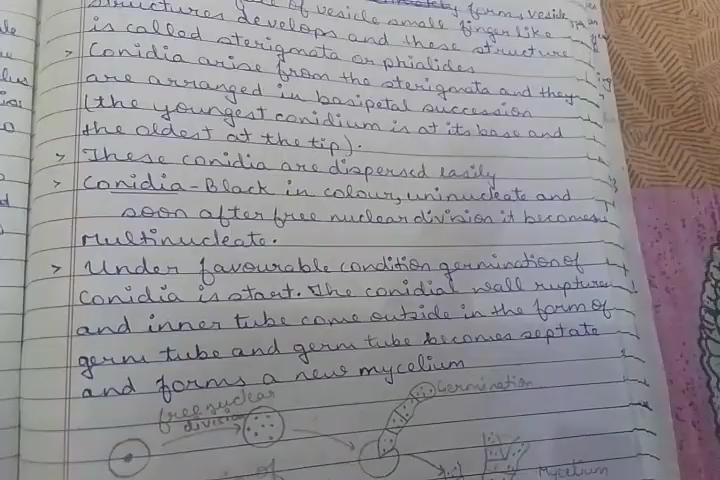 of vesicle small finger like
structures develops and these structure
is called sterigmata or phialides
> Conidia arise from the sterigmata and they
are arranged in basipetal succession
(the youngest conidium is at its base and
the oldest at the tip).
> These conidia are dispersed easily
> Conidia - Black in colour, uninucleate and
soon after free nuclear division it becomes
multinucleate.
> Under favourable condition germination of
conidia is start. The conidial wall rupture
and inner tube come outside in the form of
germ tube and germ tube becomes septate
and forms a new mycelium
free nuclear
division
Germination
of
Mycelium